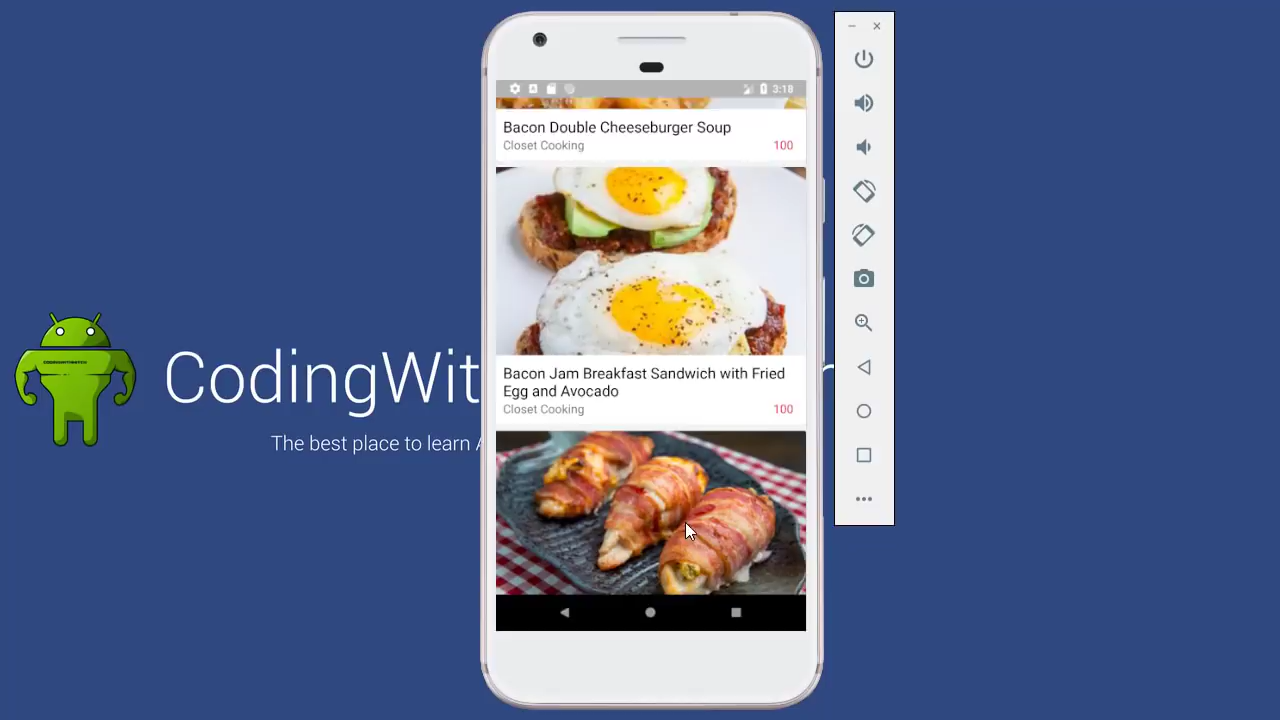 3:18
Bacon Double Cheeseburger Soup
Closet Cooking 100
Bacon Jam Breakfast Sandwich with Fried
Egg and Avocado
Closet Cooking 100
CodingWit
The best place to learn A